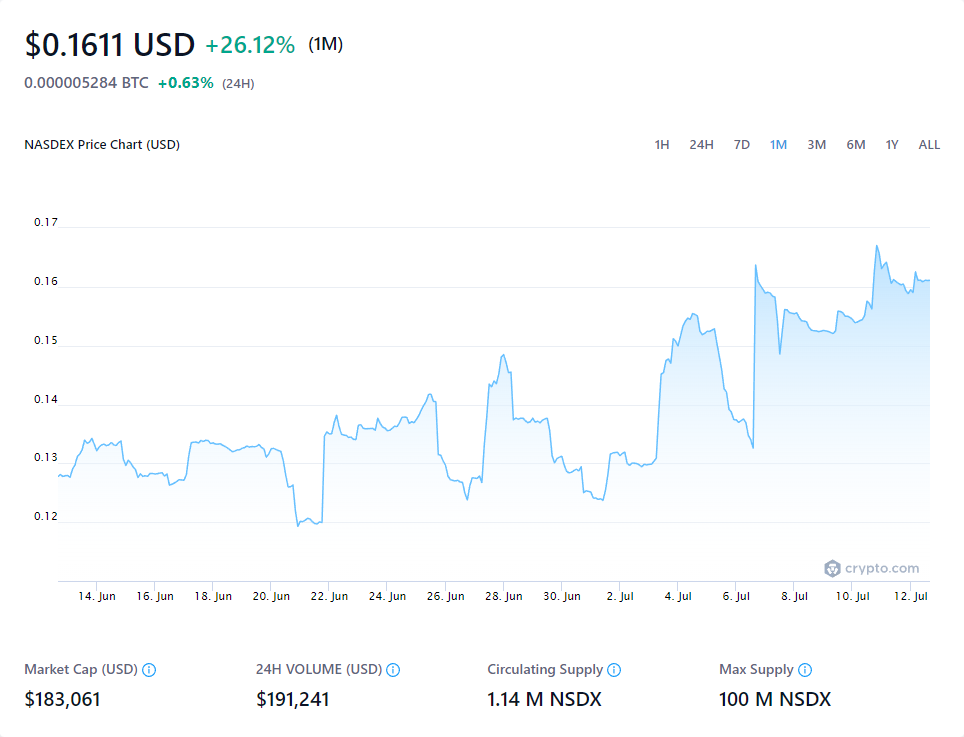 $0.1611 USD +26.12% (1M)
0.000005284 BTC +0.63% (24H)
NASDEX Price Chart (USD) 1H 24H 7D 1M 3M 6M 1Y ALL
0.17
0.16
0.15
0.14
0.13
0.12
crypto.com
14. Jun 16. Jun 18. Jun 20. Jun 22. Jun 24. Jun 26. Jun 28. Jun 30. Jun 2. Jul 4. Jul 6. Jul 8. Jul 10. Jul 12. Jul
Market Cap (USD) 24H VOLUME (USD) Circulating Supply Max Supply
$183,061 $191,241 1.14 M NSDX 100 M NSDX